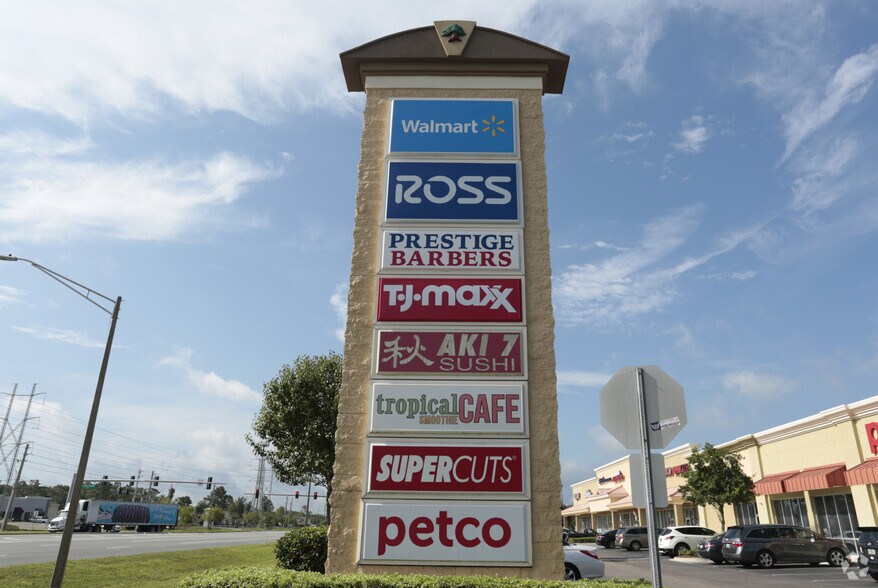 Walmart
ROSS
PRESTIGE
BARBERS
T·J·maxx
秋 AKI 7
SUSHI
tropical CAFE
SMOOTHIE
SUPERCUTS
petco